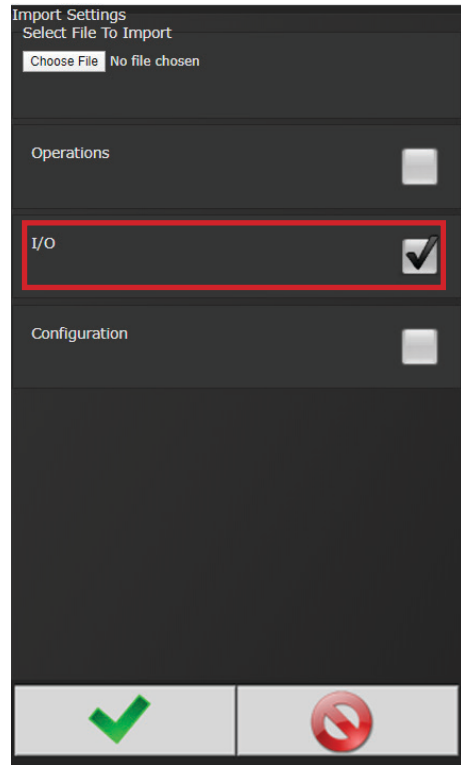 Import Settings
Select File To Import
Choose File No file chosen
Operations
I/O
Configuration